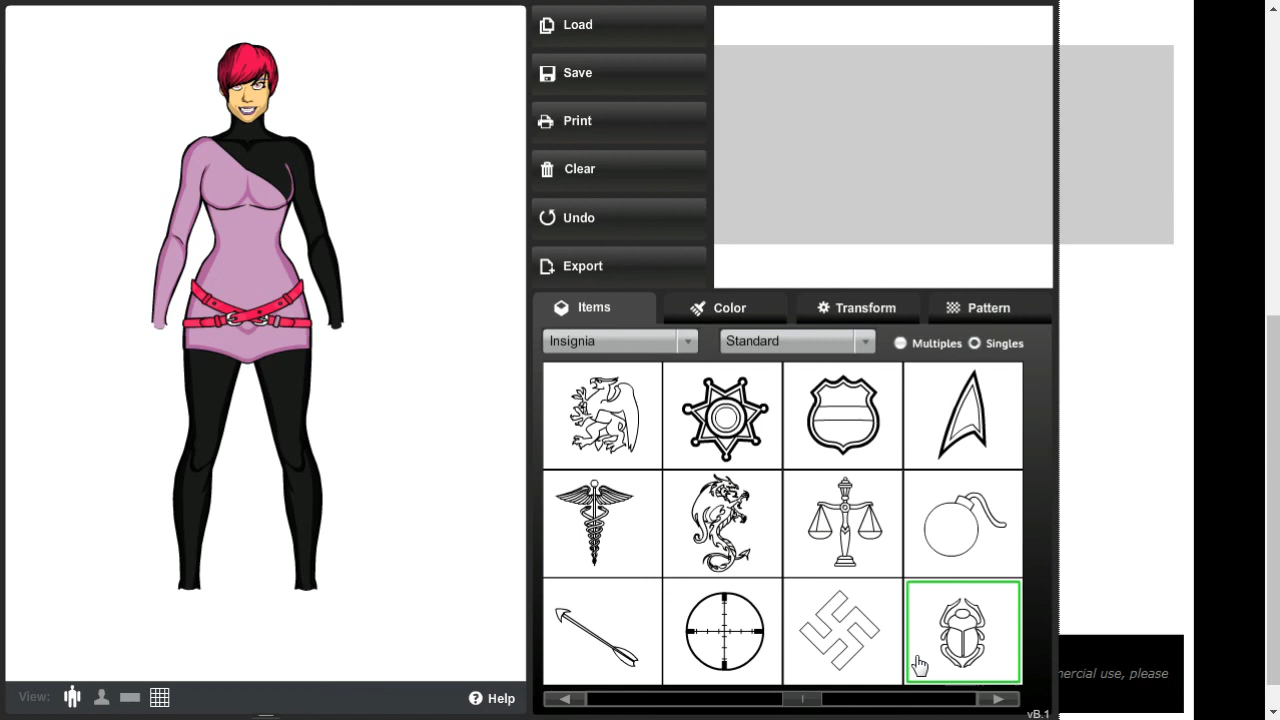 Load
Save
Print
Clear
Undo
Export
Items
Color
Transform
Pattern
Insignia
Standard
Multiples
Singles
View:
Help
mercial use, please
vB.1